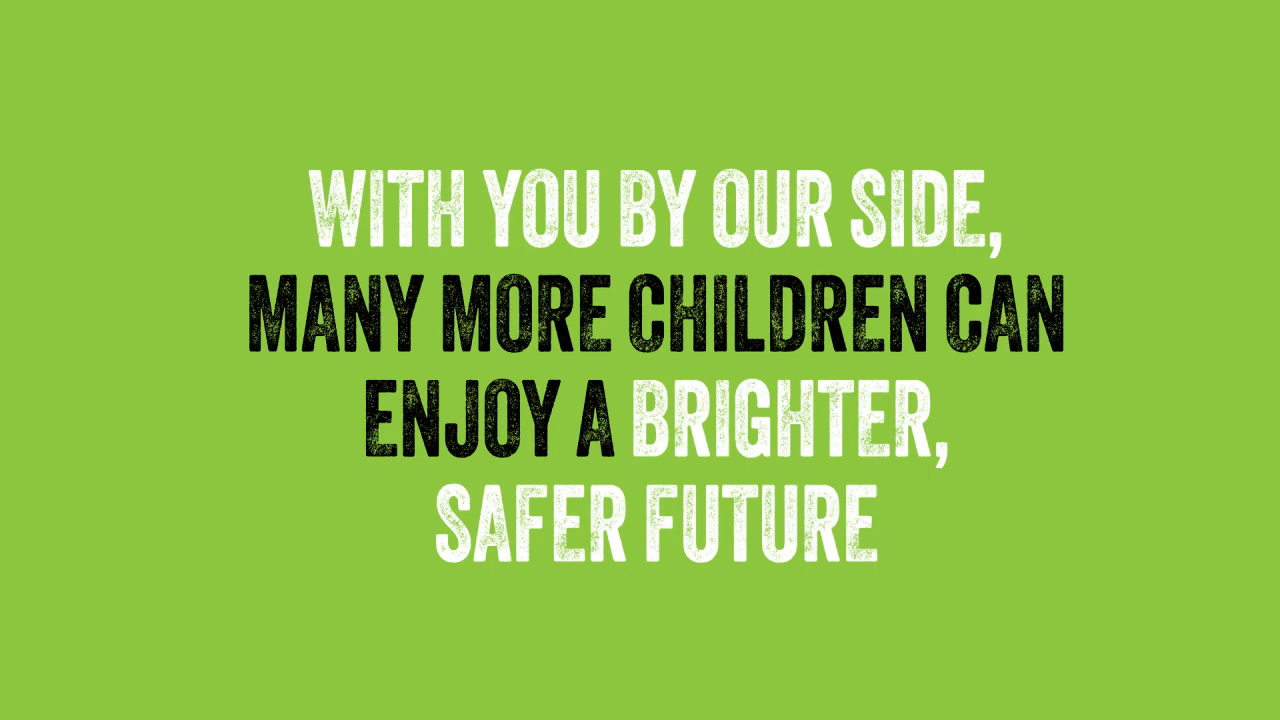 WITH YOU BY OUR SIDE,
MANY MORE CHILDREN CAN
ENJOY A BRIGHTER,
SAFER FUTURE